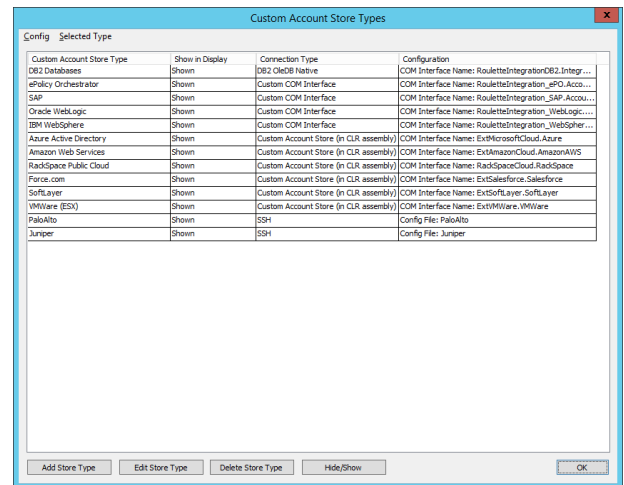 Custom Account Store Types
x
Config Selected Type
Custom Account Store Type Show in Display Connection Type Configuration
DB2 Databases Shown DB2 OleDB Native COM Interface Name: RouletteIntegrationDB2.Integr...
ePolicy Orchestrator Shown Custom COM Interface COM Interface Name: RouletteIntegration_ePO.Acco...
SAP Shown Custom COM Interface COM Interface Name: RouletteIntegration_SAP.Accou...
Oracle WebLogic Shown Custom COM Interface COM Interface Name: RouletteIntegration_WebLogic....
IBM WebSphere Shown Custom COM Interface COM Interface Name: RouletteIntegration_WebSpher...
Azure Active Directory Shown Custom Account Store (in CLR assembly) COM Interface Name: ExtMicrosoftCloud.Azure
Amazon Web Services Shown Custom Account Store (in CLR assembly) COM Interface Name: ExtAmazonCloud.AmazonAWS
RackSpace Public Cloud Shown Custom Account Store (in CLR assembly) COM Interface Name: RackSpaceCloud.RackSpace
Force.com Shown Custom Account Store (in CLR assembly) COM Interface Name: ExtSalesforce.Salesforce
SoftLayer Shown Custom Account Store (in CLR assembly) COM Interface Name: ExtSoftLayer.SoftLayer
VMWare (ESX) Shown Custom Account Store (in CLR assembly) COM Interface Name: ExtVMWare.VMWare
PaloAlto Shown SSH Config File: PaloAlto
Juniper Shown SSH Config File: Juniper
Add Store Type Edit Store Type Delete Store Type Hide/Show OK